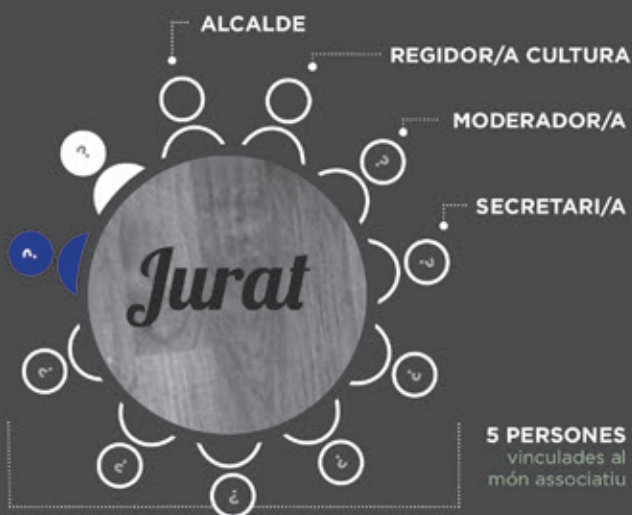 ALCALDE
REGIDOR/A CULTURA
MODERADOR/A
SECRETARI/A
Jurat
5 PERSONES
vinculades al
món associatiu